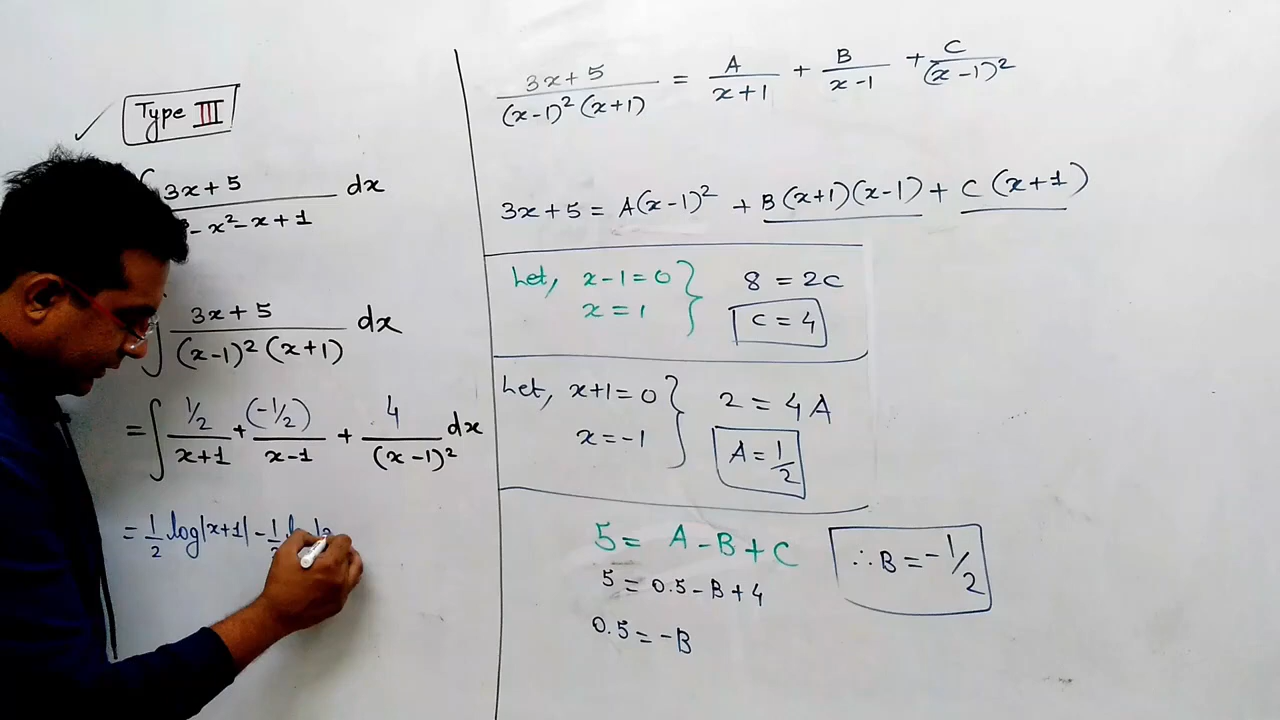 Type III
3x+5 dx
- x² - x + 1
∫ 3x+5 / (x-1)² (x+1) dx
= ∫ 1/2 / x+1 + (-1/2) / x-1 + 4 / (x-1)² dx
= 1/2 log|x+1| - 1/2
3x+5 / (x-1)² (x+1) = A / x+1 + B / x-1 + C / (x-1)²
3x+5 = A(x-1)² + B(x+1)(x-1) + C(x+1)
Let, x-1=0 } 8 = 2C
x = 1 C = 4
Let, x+1=0 } 2 = 4A
x = -1 A = 1/2
5 = A - B + C
5 = 0.5 - B + 4
0.5 = -B
∴ B = -1/2